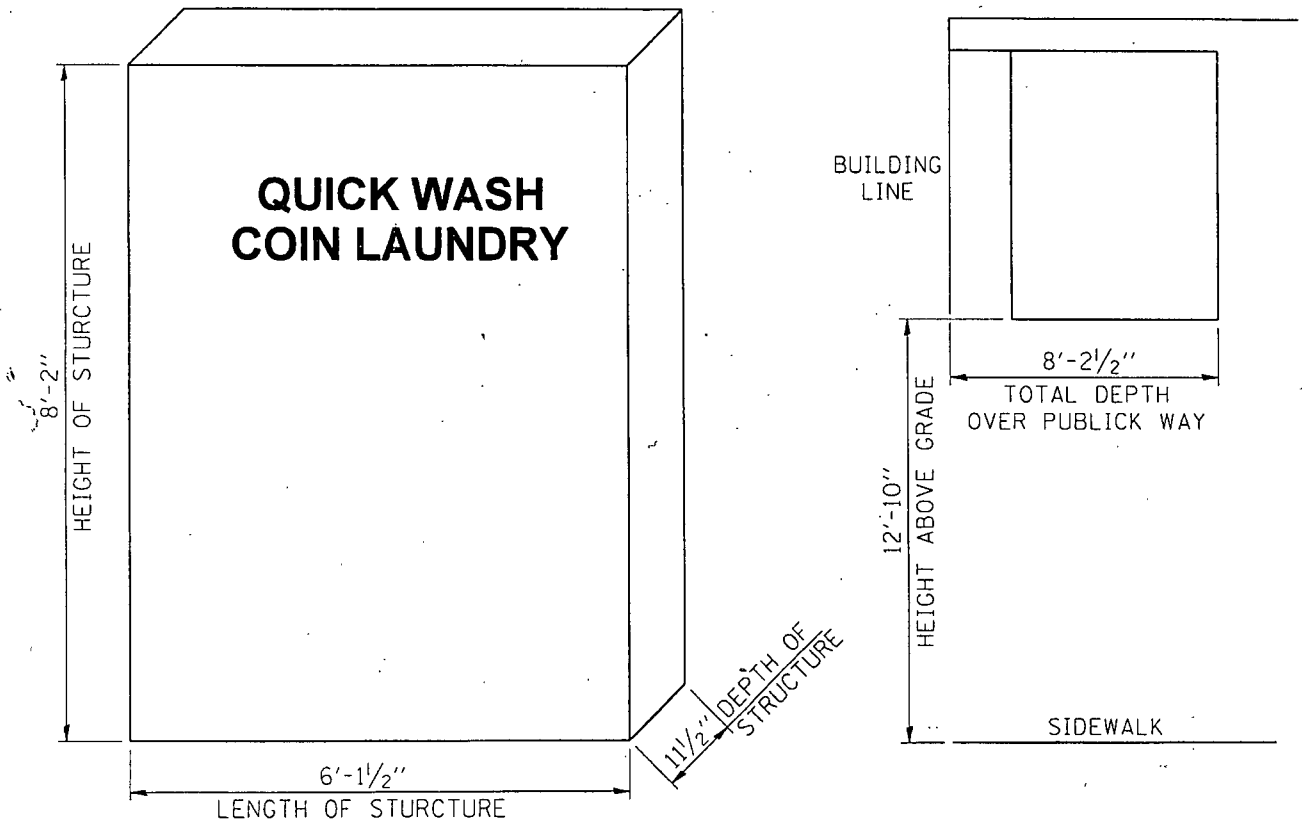 QUICK WASH
COIN LAUNDRY
8'-2"
HEIGHT OF STURCTURE
6'-1½"
LENGTH OF STURCTURE
11½"
DEPTH OF
STRUCTURE
BUILDING
LINE
8'-2½"
TOTAL DEPTH
OVER PUBLICK WAY
12'-10"
HEIGHT ABOVE GRADE
SIDEWALK